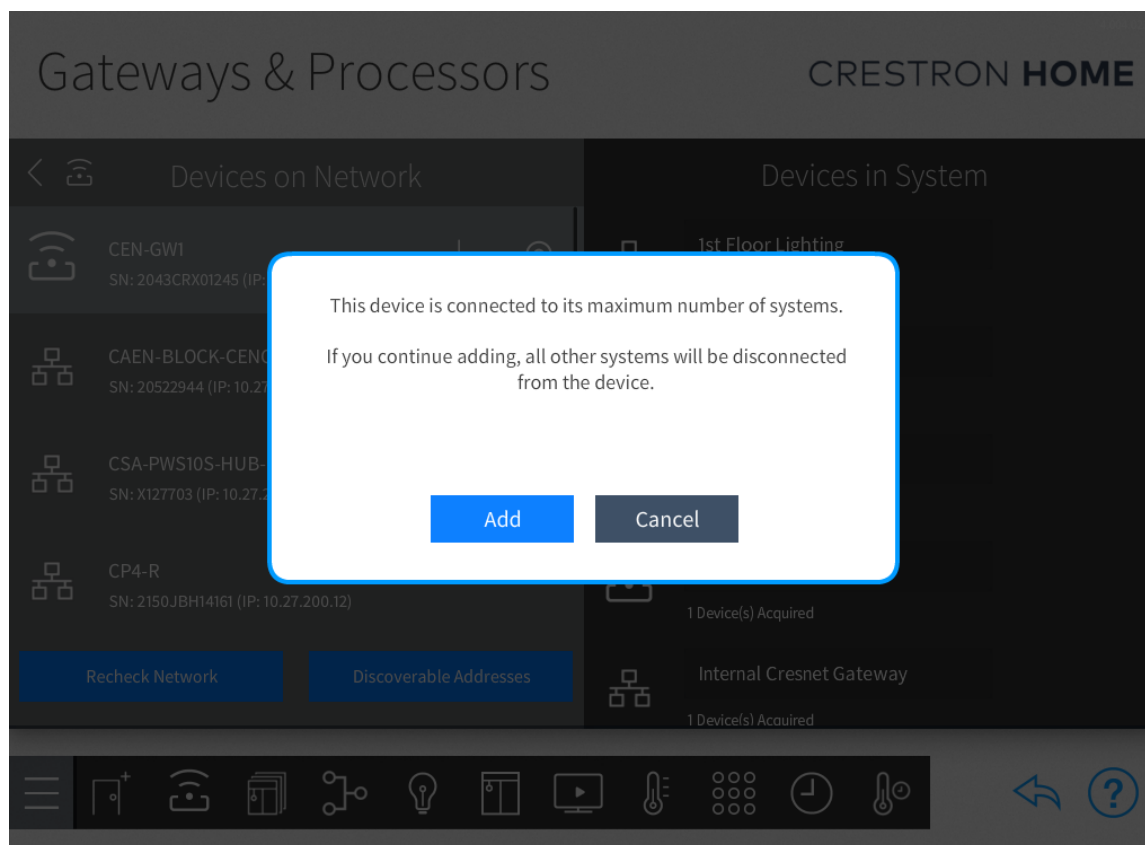 Gateways & Processors
CRESTRON HOME
Devices on Network
Devices in System
CEN-GW1
SN: 2043CRX01245 (IP:
1st Floor Lighting
This device is connected to its maximum number of systems.
If you continue adding, all other systems will be disconnected
from the device.
CAEN-BLOCK-CENC
SN: 20522944 (IP: 10.27
CSA-PWS10S-HUB-
SN: X127703 (IP: 10.27.2
Add
Cancel
CP4-R
SN: 2150JBH14161 (IP: 10.27.200.12)
1 Device(s) Acquired
Recheck Network
Discoverable Addresses
Internal Cresnet Gateway
1 Device(s) Acquired
?